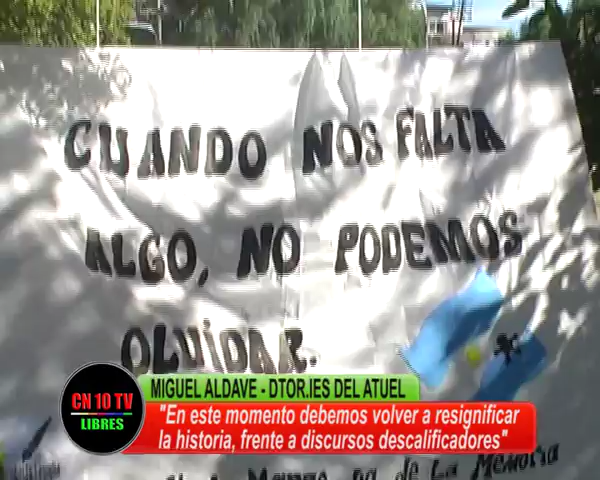 CUANDO NOS FALTA
ALGO, NO PODEMOS
OLVIDAR.
CN 10 TV
LIBRES
MIGUEL ALDAVE - DTOR.IES DEL ATUEL
"En este momento debemos volver a resignificar
la historia, frente a discursos descalificadores"
de La Memoria